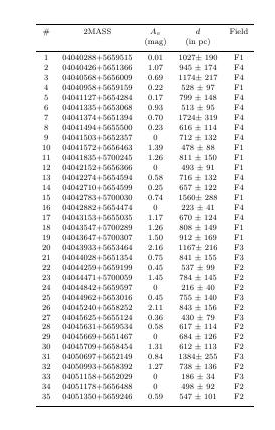 # 2MASS Av d Field
(mag) (in pc)
1 04040288+5659515 0.01 1027± 190 F1
2 04040426+5651366 1.07 945 ± 174 F4
3 04040568+5656009 0.69 1174± 217 F4
4 04040958+5659159 0.22 528 ± 97 F1
5 04041127+5654284 0.17 799 ± 148 F4
6 04041335+5653068 0.93 513 ± 95 F4
7 04041374+5651394 0.70 1724± 319 F4
8 04041494+5655500 0.23 616 ± 114 F4
9 04041503+5652357 0 712 ± 132 F4
10 04041572+5656463 1.39 478 ± 88 F1
11 04041835+5700245 1.26 811 ± 150 F1
12 04042152+5656366 0 493 ± 91 F1
13 04042274+5654594 0.58 716 ± 132 F4
14 04042710+5654599 0.25 657 ± 122 F4
15 04042783+5700030 0.74 1560± 288 F1
16 04042882+5654474 0 223 ± 41 F4
17 04043153+5655035 1.17 670 ± 124 F4
18 04043547+5700289 1.26 808 ± 149 F1
19 04043647+5700307 1.50 912 ± 169 F1
20 04043933+5653464 2.16 1167± 216 F3
21 04044028+5651354 0.75 841 ± 155 F3
22 04044259+5659199 0.45 537 ± 99 F2
23 04044471+5700059 1.45 784 ± 145 F2
24 04044842+5659597 0 216 ± 40 F2
25 04044962+5653016 0.45 755 ± 140 F3
26 04045240+5658252 2.11 843 ± 156 F2
27 04045625+5655124 0.36 430 ± 79 F3
28 04045631+5659534 0.58 617 ± 114 F2
29 04045669+5651467 0 684 ± 126 F2
30 04045709+5658454 1.31 612 ± 113 F2
31 04050697+5652149 0.84 1384± 255 F3
32 04050993+5658392 1.27 738 ± 136 F2
33 04051158+5652029 0 186 ± 34 F3
34 04051178+5656488 0 498 ± 92 F2
35 04051350+5659246 0.59 547 ± 101 F2